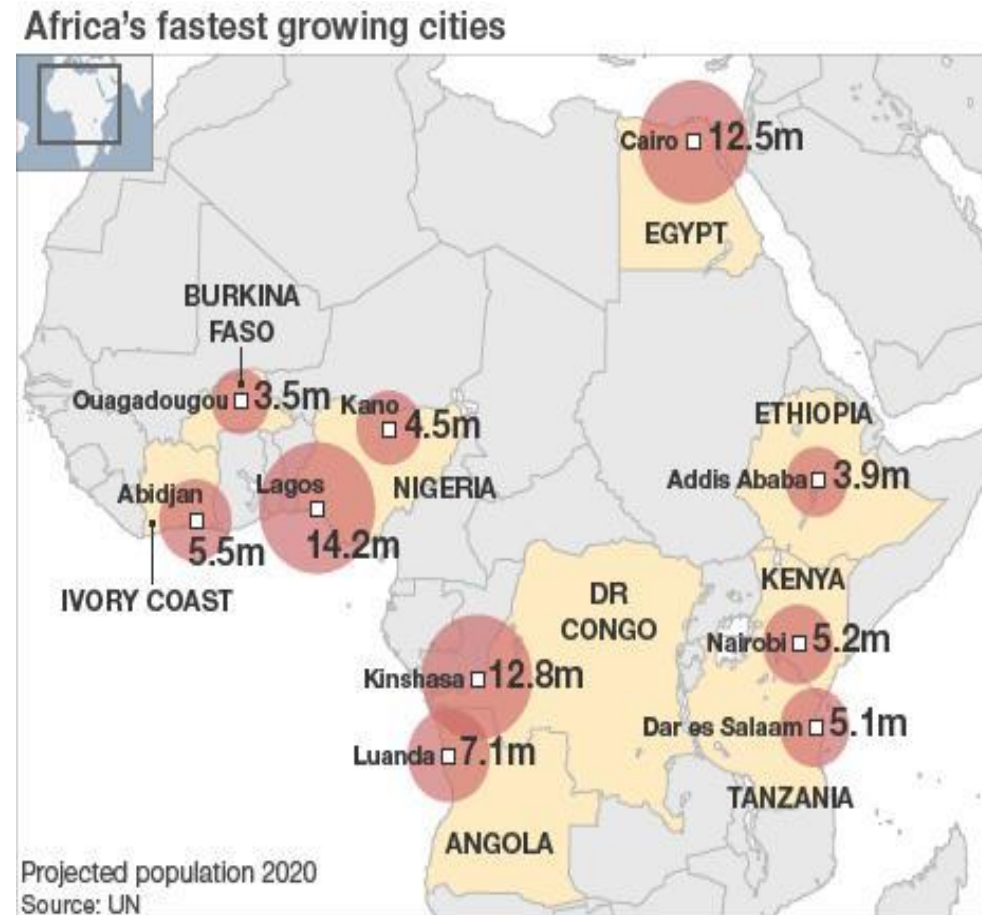 Africa's fastest growing cities
Cairo 12.5m
EGYPT
BURKINA
FASO
Ouagadougou 3.5m
Kano 4.5m
NIGERIA
Abidjan 5.5m
IVORY COAST
Lagos 14.2m
ETHIOPIA
Addis Ababa 3.9m
DR
CONGO
KENYA
Nairobi 5.2m
Kinshasa 12.8m
Dar es Salaam 5.1m
Luanda 7.1m
TANZANIA
ANGOLA
Projected population 2020
Source: UN